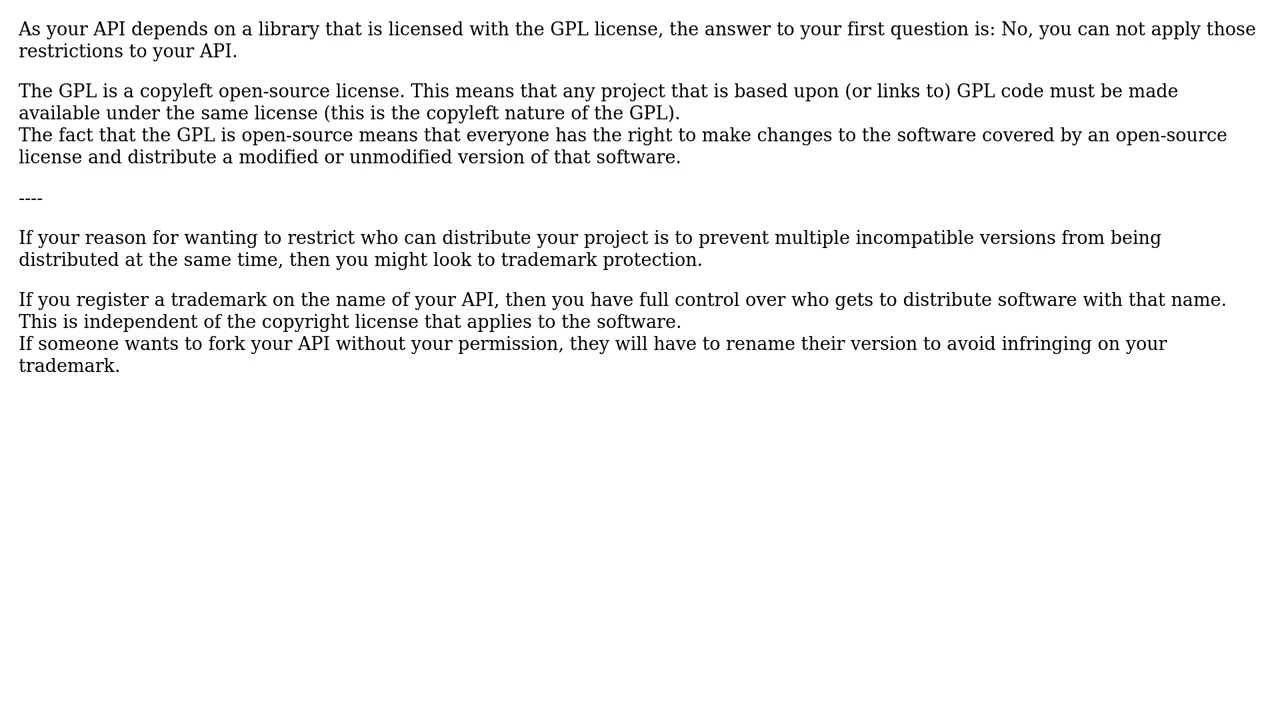 As your API depends on a library that is licensed with the GPL license, the answer to your first question is: No, you can not apply those
restrictions to your API.
The GPL is a copyleft open-source license. This means that any project that is based upon (or links to) GPL code must be made
available under the same license (this is the copyleft nature of the GPL).
The fact that the GPL is open-source means that everyone has the right to make changes to the software covered by an open-source
license and distribute a modified or unmodified version of that software.
----
If your reason for wanting to restrict who can distribute your project is to prevent multiple incompatible versions from being
distributed at the same time, then you might look to trademark protection.
If you register a trademark on the name of your API, then you have full control over who gets to distribute software with that name.
This is independent of the copyright license that applies to the software.
If someone wants to fork your API without your permission, they will have to rename their version to avoid infringing on your
trademark.